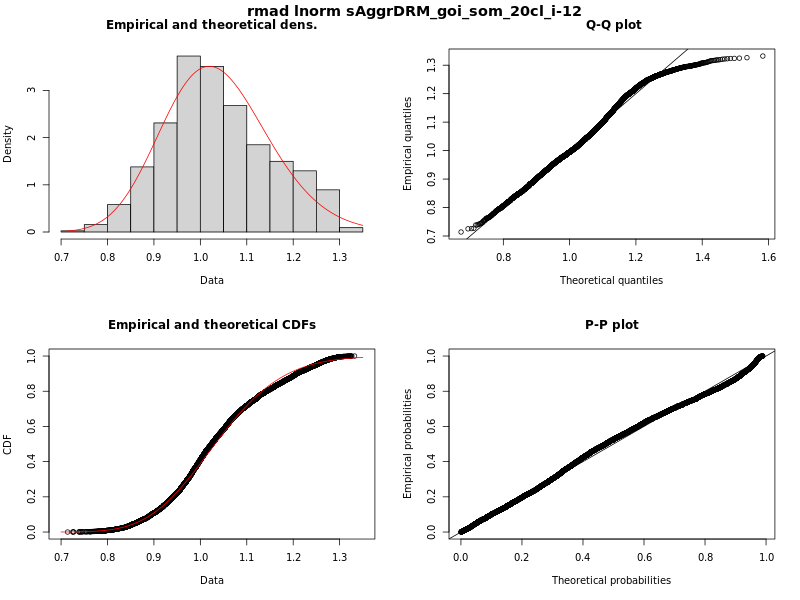 rmad lnorm sAggrDRM_goi_som_20cl_i-12
Empirical and theoretical dens.
Density
0 1 2 3
0.7 0.8 0.9 1.0 1.1 1.2 1.3
Data
Q-Q plot
Empirical quantiles
0.7 0.8 0.9 1.0 1.1 1.2 1.3
0.8 1.0 1.2 1.4 1.6
Theoretical quantiles
Empirical and theoretical CDFs
CDF
0.0 0.2 0.4 0.6 0.8 1.0
0.7 0.8 0.9 1.0 1.1 1.2 1.3
Data
P-P plot
Empirical probabilities
0.0 0.2 0.4 0.6 0.8 1.0
0.0 0.2 0.4 0.6 0.8 1.0
Theoretical probabilities